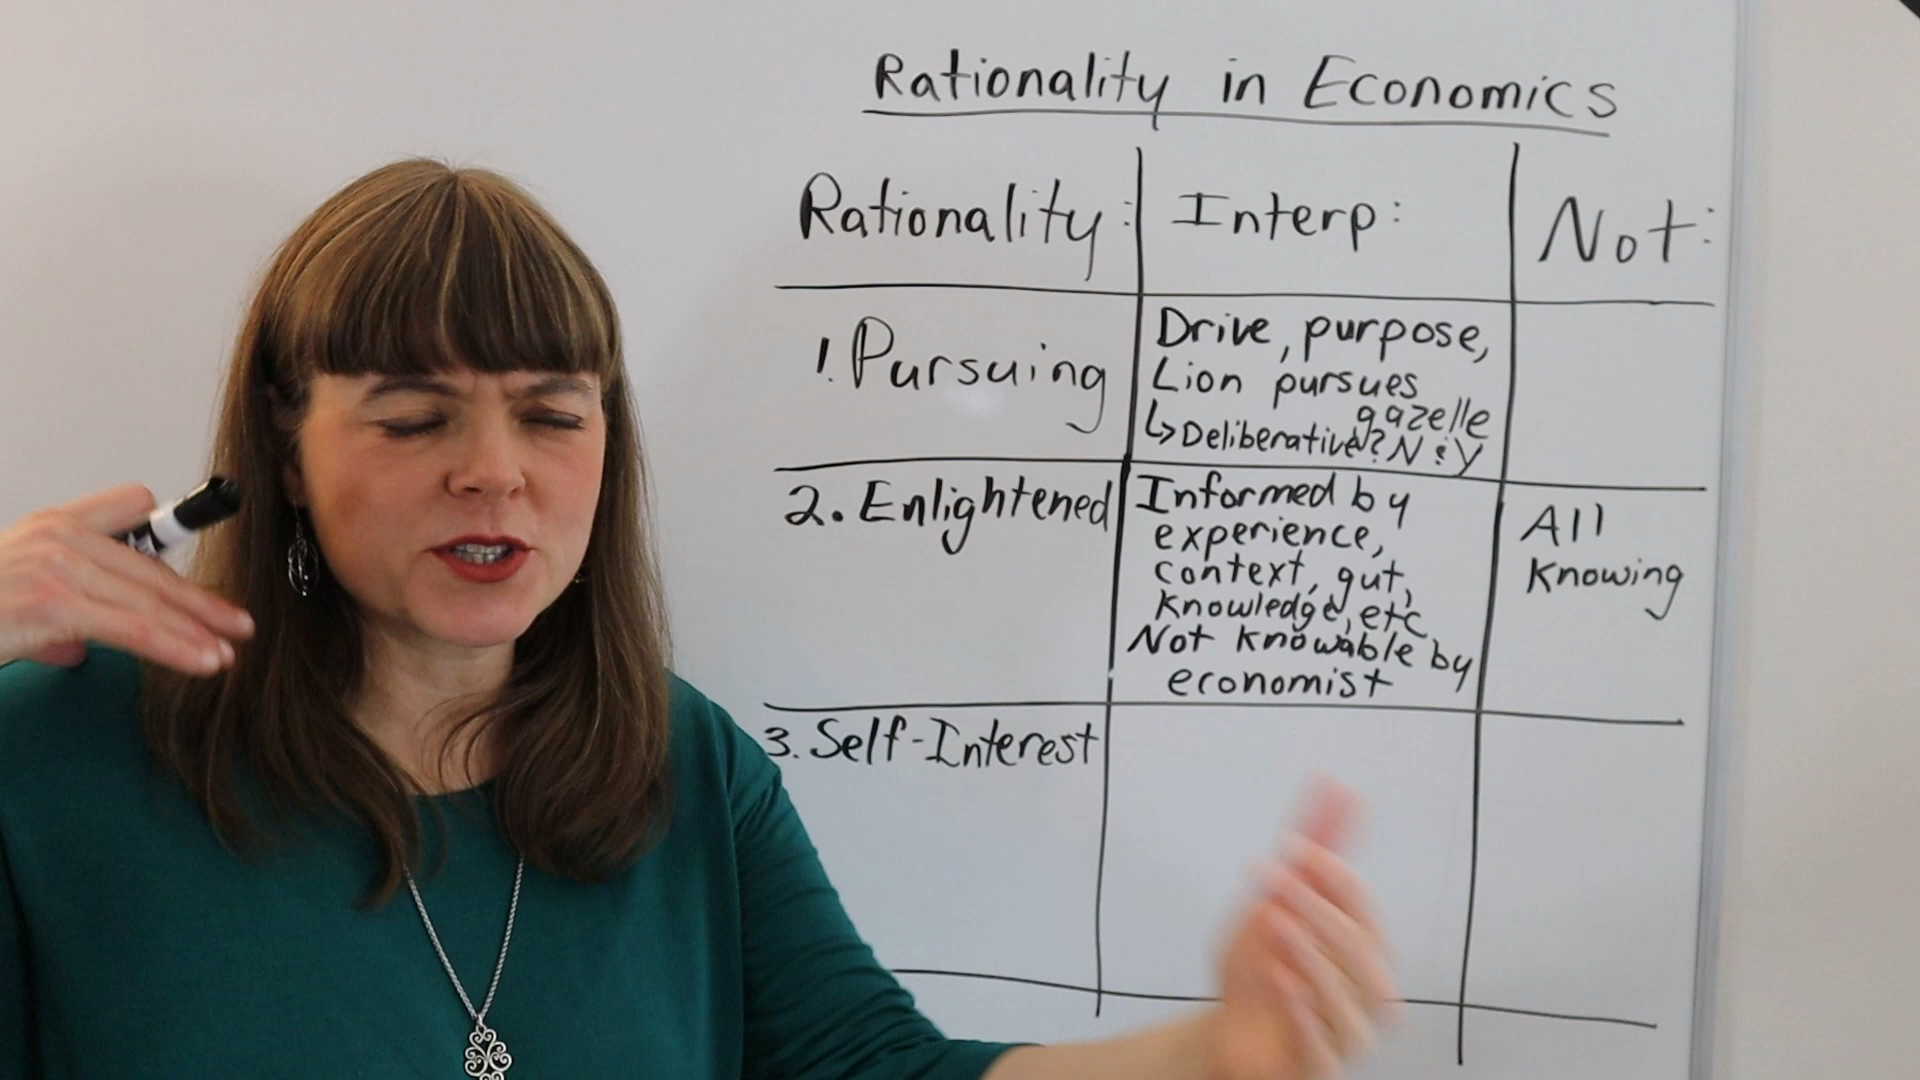 Rationality in Economics
Rationality: Interp: Not:
1. Pursuing
Drive, purpose,
Lion pursues
gazelle
↳ Deliberative? N & Y
2. Enlightened
Informed by
experience,
context, gut,
knowledge, etc
Not knowable by
economist
All
Knowing
3. Self-Interest